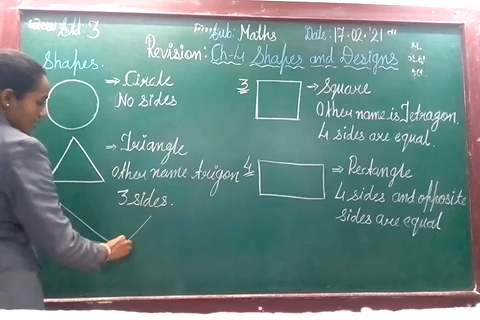 Std 3
Sub: Maths
Date: 17-02-'21
Revision: Ch-4 Shapes and Designs
Shapes.
→ Circle
No sides
→ Triangle
Other name trigon
3 sides.
3
→ Square
Other name is Tetragon.
4 sides are equal.
4
→ Rectangle
4 sides and opposite
sides are equal